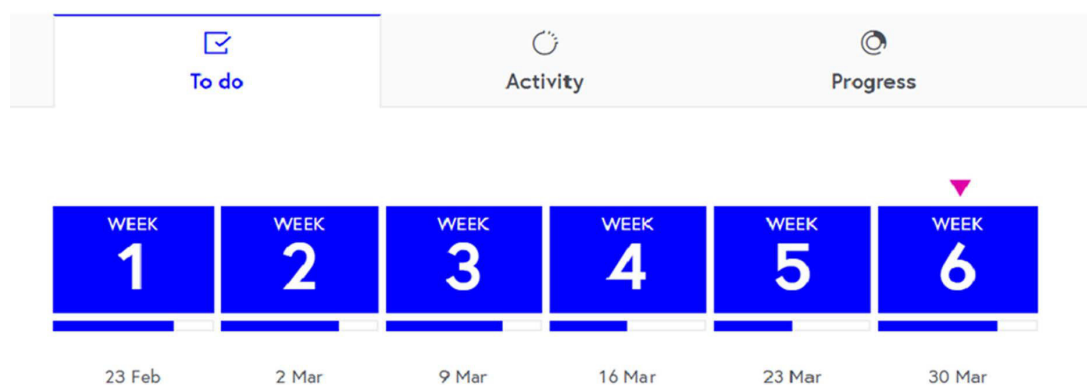 To do Activity Progress
WEEK WEEK WEEK WEEK WEEK WEEK
1 2 3 4 5 6
23 Feb 2 Mar 9 Mar 16 Mar 23 Mar 30 Mar